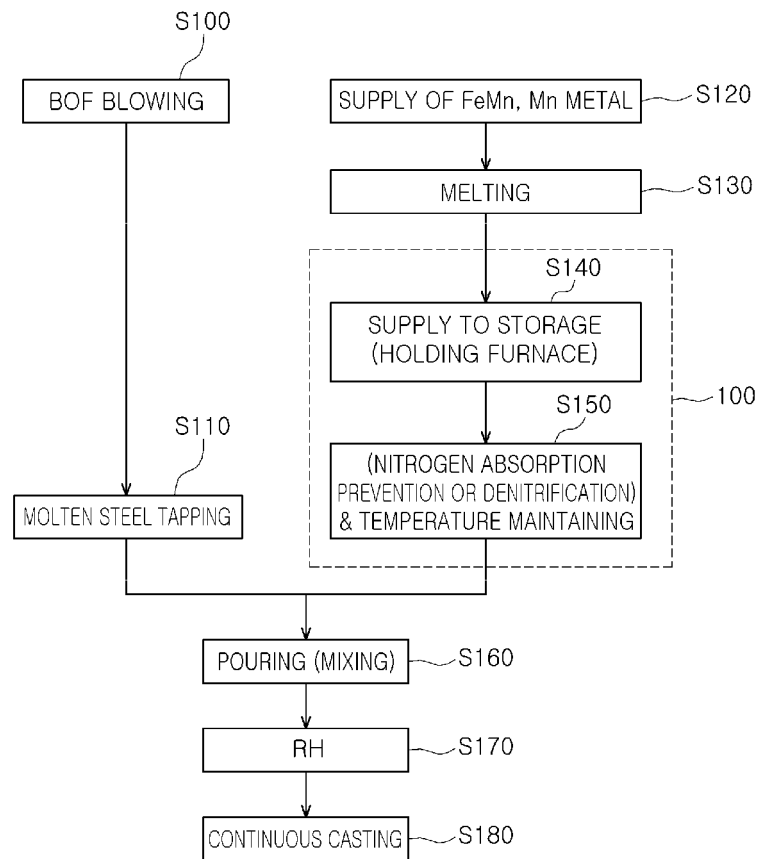 S100
BOF BLOWING
SUPPLY OF FeMn, Mn METAL
S120
MELTING
S130
S140
SUPPLY TO STORAGE
(HOLDING FURNACE)
100
S150
(NITROGEN ABSORPTION
PREVENTION OR DENITRIFICATION)
& TEMPERATURE MAINTAINING
S110
MOLTEN STEEL TAPPING
POURING (MIXING)
S160
RH
S170
CONTINUOUS CASTING
S180